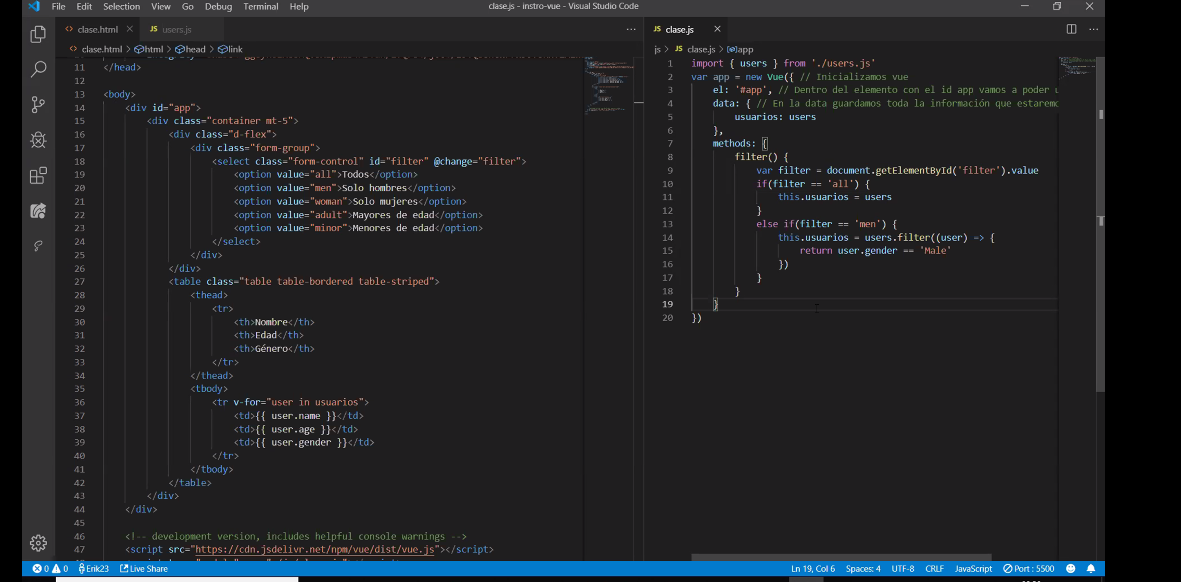 File Edit Selection View Go Debug Terminal Help
clase.js - instro-vue - Visual Studio Code
clase.html
JS users.js
clase.html > html > head > link
11 </head>
12
13 <body>
14 <div id="app">
15 <div class="container mt-5">
16 <div class="d-flex">
17 <div class="form-group">
18 <select class="form-control" id="filter" @change="filter">
19 <option value="all">Todos</option>
20 <option value="men">Solo hombres</option>
21 <option value="woman">Solo mujeres</option>
22 <option value="adult">Mayores de edad</option>
23 <option value="minor">Menores de edad</option>
24 </select>
25 </div>
26 </div>
27 <table class="table table-bordered table-striped">
28 <thead>
29 <tr>
30 <th>Nombre</th>
31 <th>Edad</th>
32 <th>Género</th>
33 </tr>
34 </thead>
35 <tbody>
36 <tr v-for="user in usuarios">
37 <td>{{ user.name }}</td>
38 <td>{{ user.age }}</td>
39 <td>{{ user.gender }}</td>
40 </tr>
41 </tbody>
42 </table>
43 </div>
44 </div>
45
46 <!-- development version, includes helpful console warnings -->
47 <script src="https://cdn.jsdelivr.net/npm/vue/dist/vue.js"></script>
JS clase.js
js > JS clase.js > app
1 import { users } from './users.js'
2 var app = new Vue({ // Inicializamos vue
3 el: '#app', // Dentro del elemento con el id app vamos a poder u
4 data: { // En la data guardamos toda la información que estaremo
5 usuarios: users
6 },
7 methods: {
8 filter() {
9 var filter = document.getElementById('filter').value
10 if(filter == 'all') {
11 this.usuarios = users
12 }
13 else if(filter == 'men') {
14 this.usuarios = users.filter((user) => {
15 return user.gender == 'Male'
16 })
17 }
18 }
19 }
20 })
0 0 Erik23 Live Share
Ln 19, Col 6 Spaces: 4 UTF-8 CRLF JavaScript Port : 5500